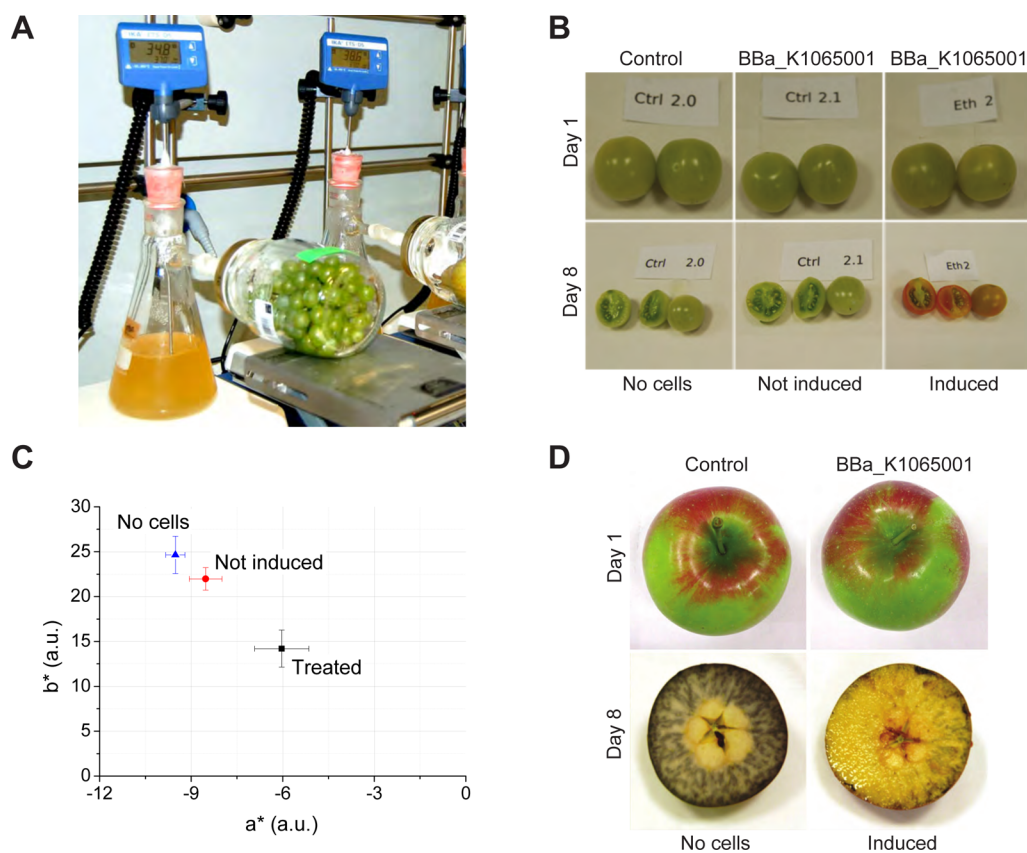 A
34.8
B
Control BBa_K1065001 BBa_K1065001
Day 1
Ctrl 2.0
Ctrl 2.1
Eth 2
Day 8
Ctrl 2.0
Ctrl 2.1
Eth2
No cells Not induced Induced
C
30
25
20
15
10
5
0
b* (a.u.)
No cells
Not induced
Treated
-12 -9 -6 -3 0
a* (a.u.)
D
Control BBa_K1065001
Day 1
Day 8
No cells Induced